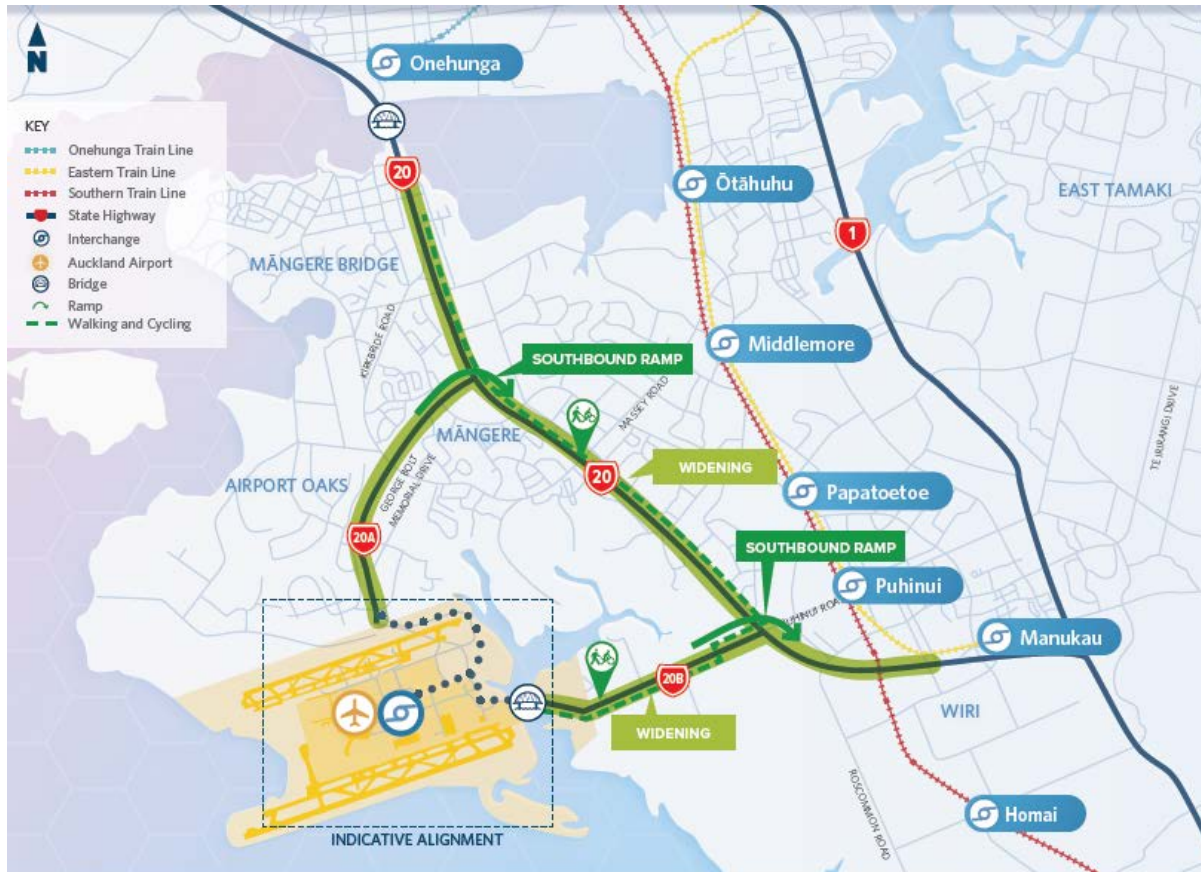 N
Onehunga
KEY
Onehunga Train Line
Eastern Train Line
Southern Train Line
State Highway
Interchange
Auckland Airport
Bridge
Ramp
Walking and Cycling
20
Ōtāhuhu
EAST TAMAKI
1
MĀNGERE BRIDGE
KIRKBRIDE ROAD
Middlemore
SOUTHBOUND RAMP
MASSEY ROAD
TE IRIRANGI DRIVE
MĀNGERE
20
WIDENING
AIRPORT OAKS
GEORGE BOLT
MEMORIAL DRIVE
Papatoetoe
20A
SOUTHBOUND RAMP
Puhinui
Manukau
20B
WIRI
WIDENING
ROSCOMMON ROAD
Homai
INDICATIVE ALIGNMENT